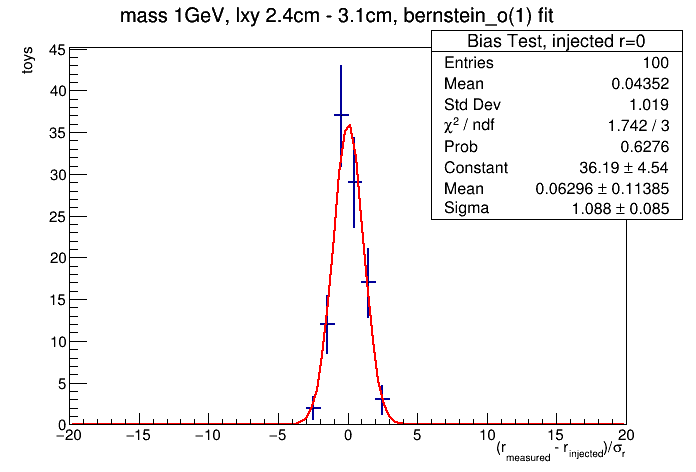 mass 1GeV, lxy 2.4cm - 3.1cm, bernstein_o(1) fit
Bias Test, injected r=0
Entries 100
Mean 0.04352
Std Dev 1.019
χ² / ndf 1.742 / 3
Prob 0.6276
Constant 36.19 ± 4.54
Mean 0.06296 ± 0.11385
Sigma 1.088 ± 0.085
toys
45
40
35
30
25
20
15
10
5
0
−20 −15 −10 −5 0 5 10 15 20
(r_measured - r_injected)/σ_r